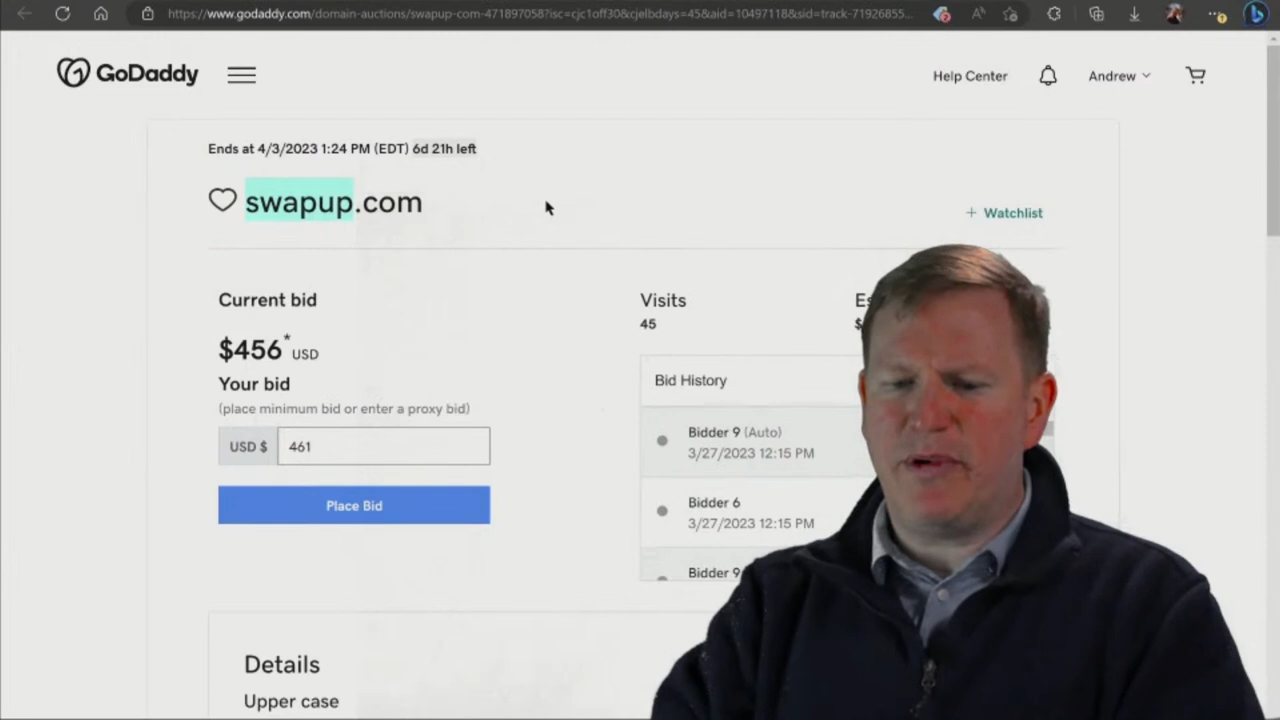 https://www.godaddy.com/domain-auctions/swapup-com-471897058?isc=cjc1off30&cjelbdays=45&aid=10497118&sid=track-71926855...
GoDaddy
Help Center
Andrew
Ends at 4/3/2023 1:24 PM (EDT) 6d 21h left
swapup.com
+ Watchlist
Current bid
$456* USD
Your bid
(place minimum bid or enter a proxy bid)
USD $ 461
Place Bid
Visits
45
Bid History
Bidder 9 (Auto)
3/27/2023 12:15 PM
Bidder 6
3/27/2023 12:15 PM
Bidder 9
Details
Upper case